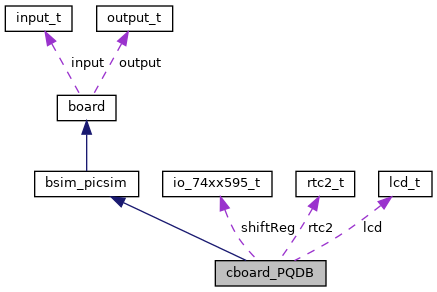 input_t output_t
input output
board
bsim_picsim io_74xx595_t rtc2_t lcd_t
shiftReg rtc2 lcd
cboard_PQDB